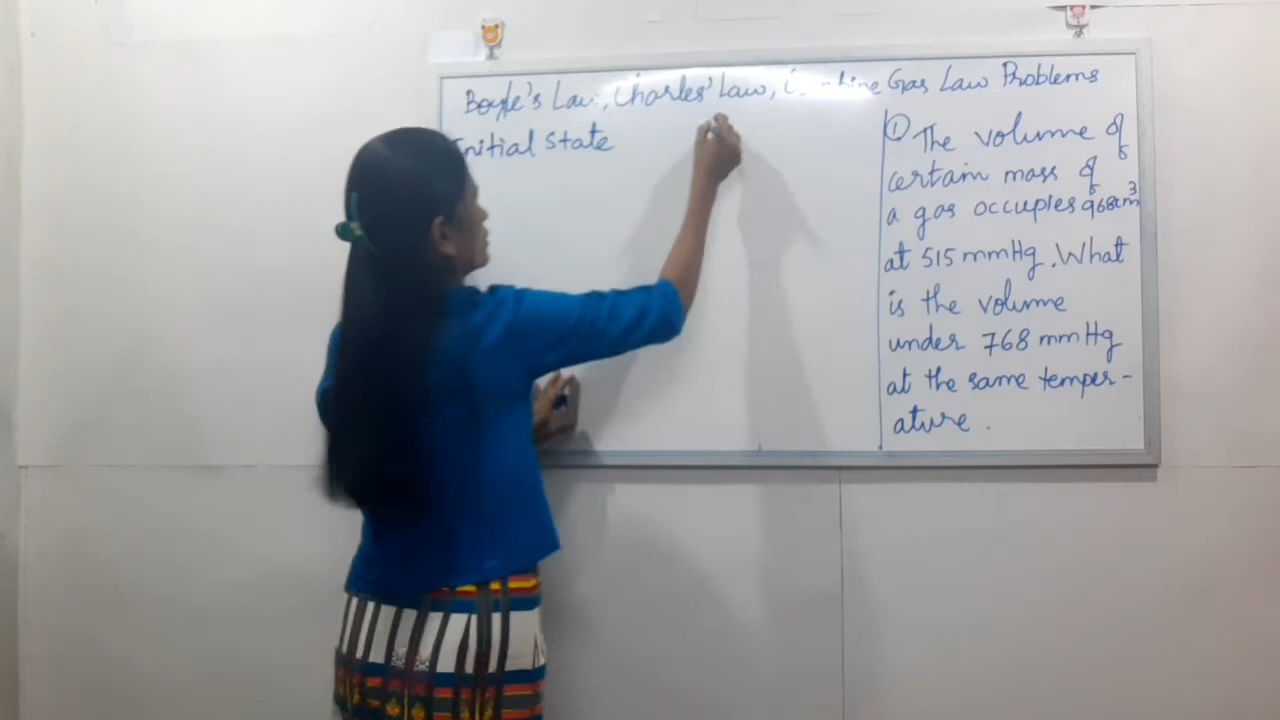 Boyle's Law, Charles' Law, Gas Law Problems
Initial State
① The volume of
certain mass of
a gas occupies 968cm³
at 515 mmHg. What
is the volume
under 768 mmHg
at the same temper-
ature.